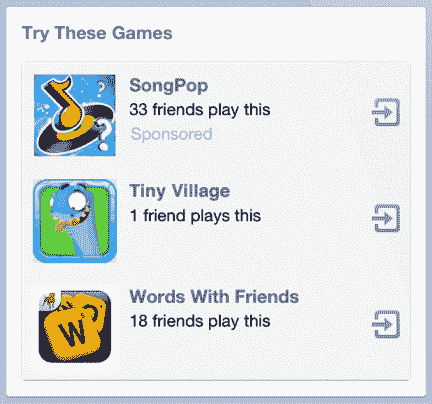 Try These Games
SongPop
33 friends play this
Sponsored
Tiny Village
1 friend plays this
Words With Friends
18 friends play this
W